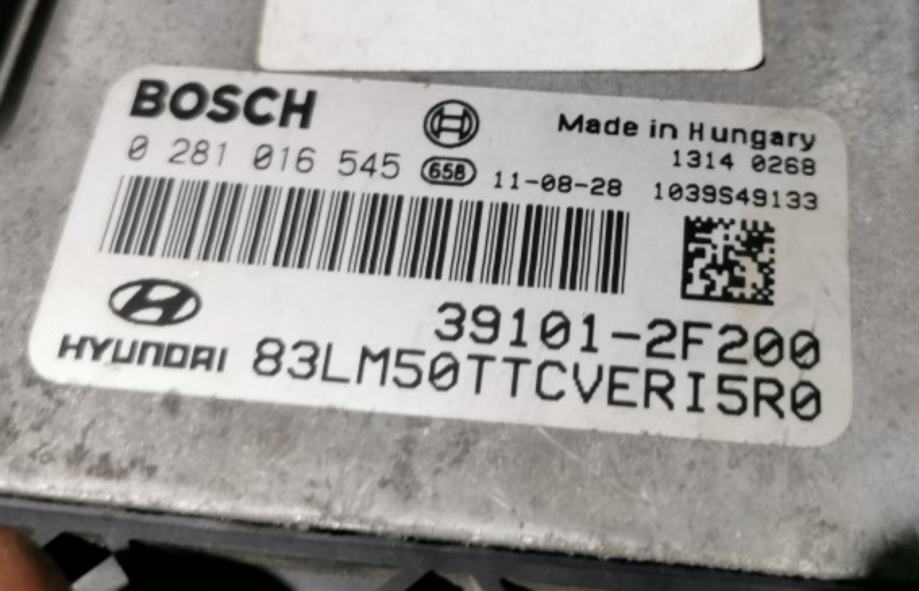 BOSCH
Made in Hungary
0 281 016 545 658 11-08-28
1314 0268
1039S49133
39101-2F200
HYUNDAI 83LM50TTCVERI5R0